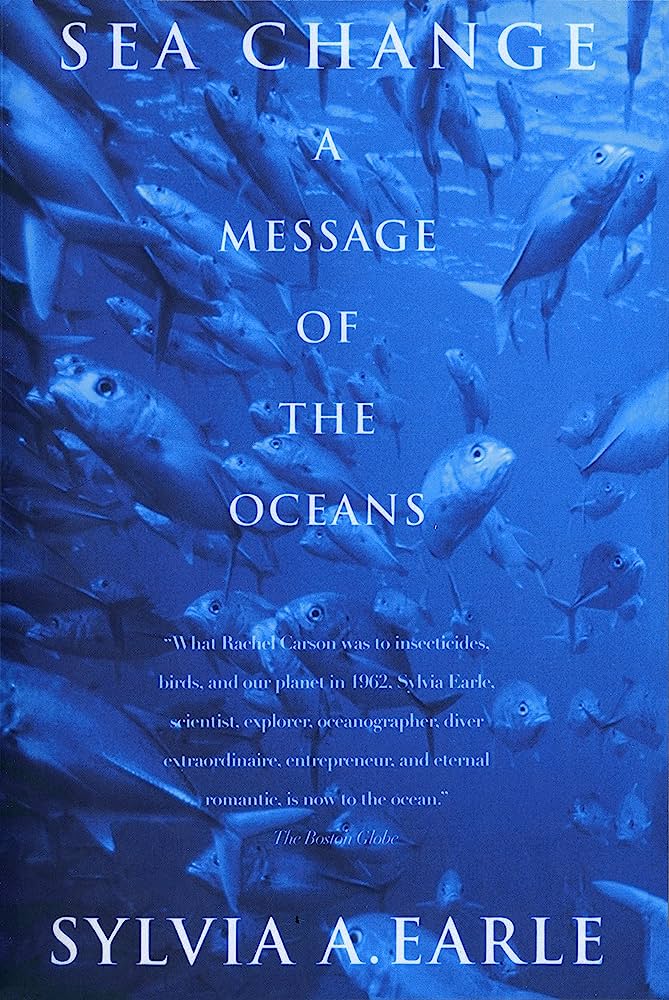 SEA CHANGE
A
MESSAGE
OF
THE
OCEANS
“What Rachel Carson was to insecticides,
birds, and our planet in 1962, Sylvia Earle,
scientist, explorer, oceanographer, diver
extraordinaire, entrepreneur, and eternal
romantic, is now to the ocean.”
The Boston Globe
SYLVIA A. EARLE